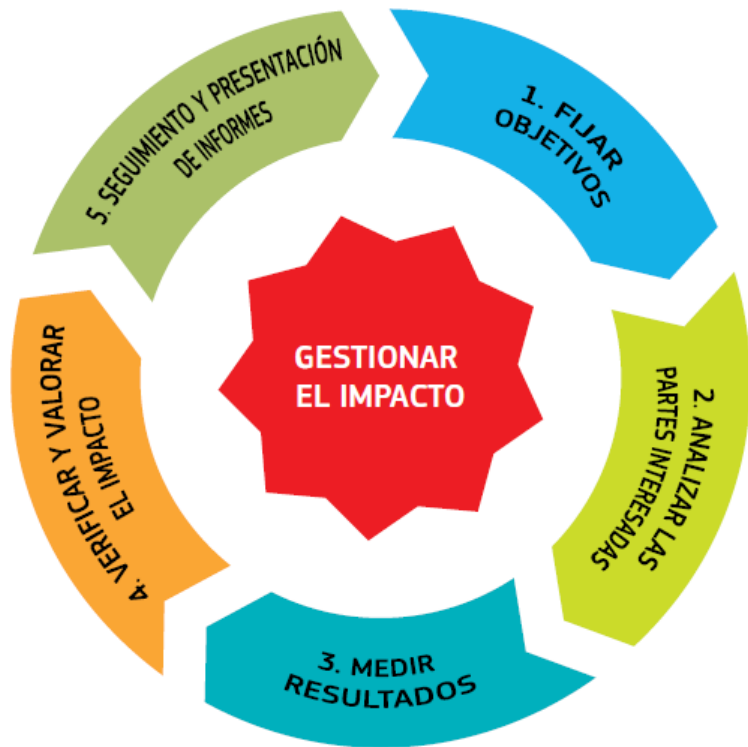 1. FIJAR
OBJETIVOS
2. ANALIZAR LAS
PARTES INTERESADAS
3. MEDIR
RESULTADOS
4. VERIFICAR Y VALORAR
EL IMPACTO
5. SEGUIMIENTO Y PRESENTACIÓN
DE INFORMES
GESTIONAR
EL IMPACTO